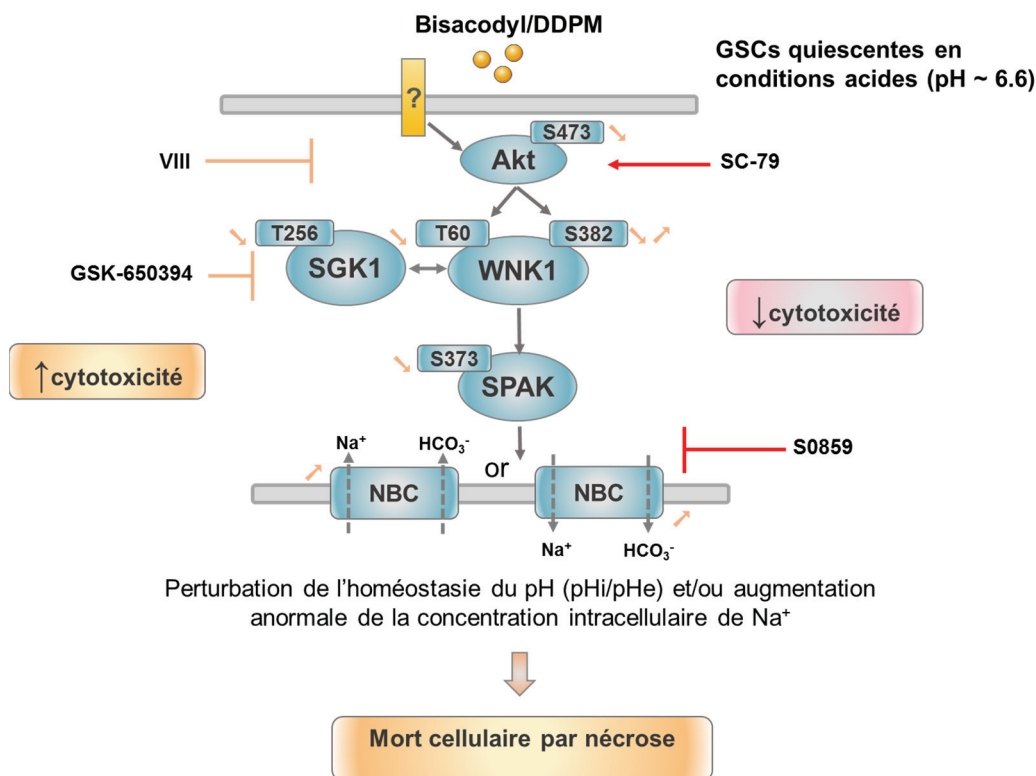 Bisacodyl/DDPM
GSCs quiescentes en
conditions acides (pH ~ 6.6)
?
S473
Akt
VIII
SC-79
T256
T60
S382
SGK1
WNK1
GSK-650394
↓cytotoxicité
S373
SPAK
↑cytotoxicité
Na⁺
HCO₃⁻
or
S0859
NBC
NBC
Na⁺
HCO₃⁻
Perturbation de l’homéostasie du pH (pHi/pHe) et/ou augmentation
anormale de la concentration intracellulaire de Na⁺
Mort cellulaire par nécrose